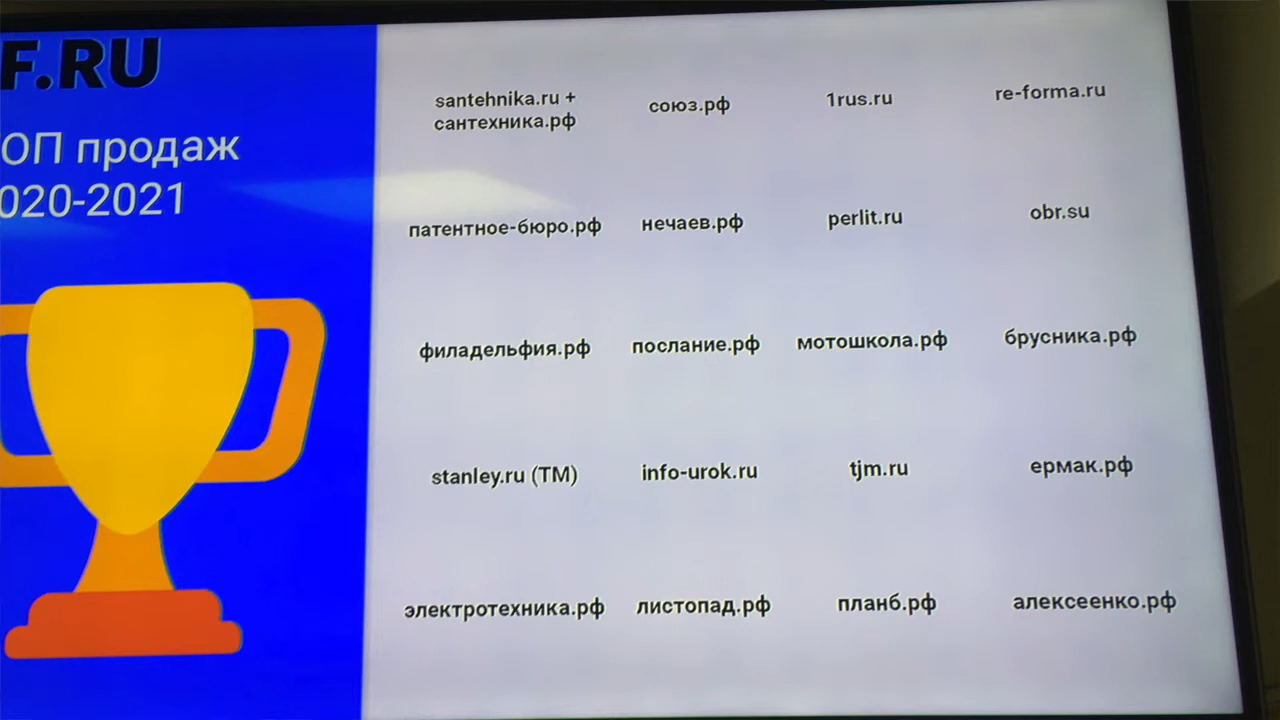 F.RU
ОП продаж
020-2021
santehnika.ru +
сантехника.рф
союз.рф
1rus.ru
re-forma.ru
патентное-бюро.рф
нечаев.рф
perlit.ru
obr.su
филадельфия.рф
послание.рф
мотошкола.рф
брусника.рф
stanley.ru (TM)
info-urok.ru
tjm.ru
ермак.рф
электротехника.рф
листопад.рф
планб.рф
алексеенко.рф